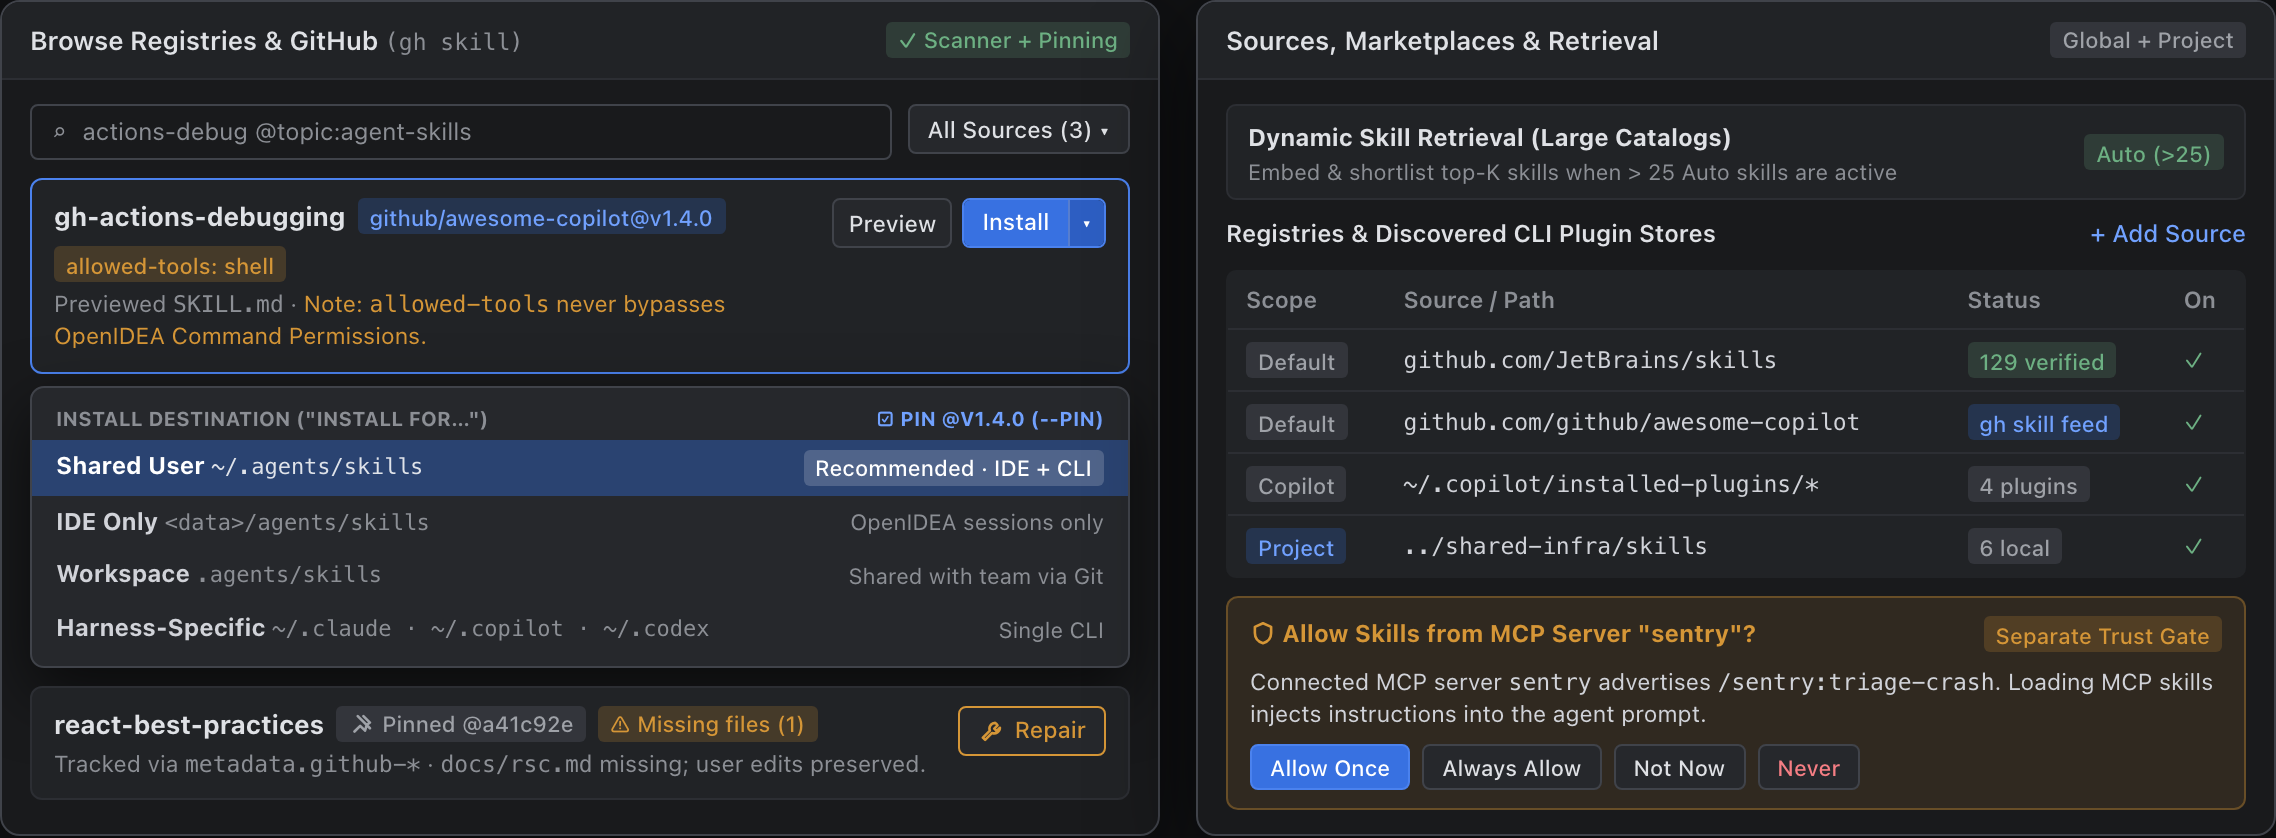 Browse Registries & GitHub (gh skill)
✓ Scanner + Pinning
actions-debug @topic:agent-skills
All Sources (3) ▾
gh-actions-debugging
github/awesome-copilot@v1.4.0
Preview
Install ▾
allowed-tools: shell
Previewed SKILL.md · Note: allowed-tools never bypasses
OpenIDEA Command Permissions.
INSTALL DESTINATION ("INSTALL FOR...")
PIN @V1.4.0 (--PIN)
Shared User ~/.agents/skills
Recommended · IDE + CLI
IDE Only <data>/agents/skills
OpenIDEA sessions only
Workspace .agents/skills
Shared with team via Git
Harness-Specific ~/.claude · ~/.copilot · ~/.codex
Single CLI
react-best-practices
Pinned @a41c92e
Missing files (1)
Repair
Tracked via metadata.github-* · docs/rsc.md missing; user edits preserved.
Sources, Marketplaces & Retrieval
Global + Project
Dynamic Skill Retrieval (Large Catalogs)
Embed & shortlist top-K skills when > 25 Auto skills are active
Auto (>25)
Registries & Discovered CLI Plugin Stores
+ Add Source
Scope Source / Path Status On
Default github.com/JetBrains/skills 129 verified ✓
Default github.com/github/awesome-copilot gh skill feed ✓
Copilot ~/.copilot/installed-plugins/* 4 plugins ✓
Project ../shared-infra/skills 6 local ✓
Allow Skills from MCP Server "sentry"?
Separate Trust Gate
Connected MCP server sentry advertises /sentry:triage-crash. Loading MCP skills
injects instructions into the agent prompt.
Allow Once
Always Allow
Not Now
Never